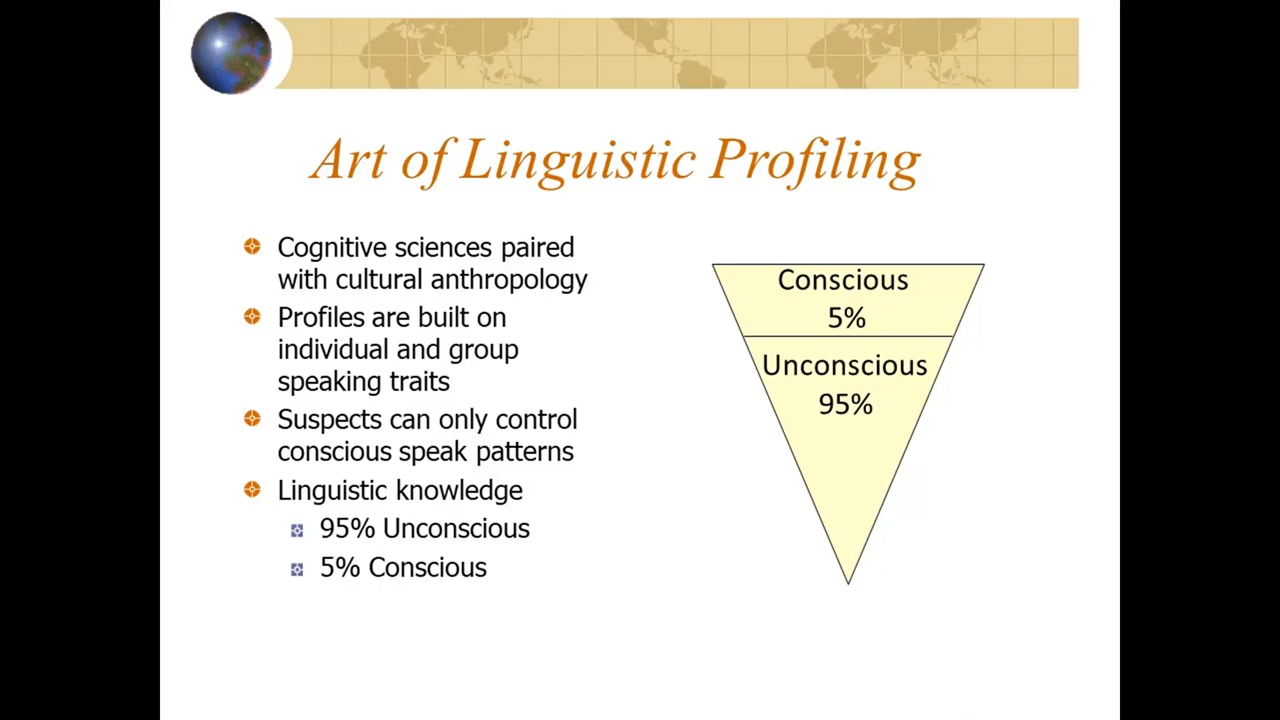 Art of Linguistic Profiling
Cognitive sciences paired
with cultural anthropology
Profiles are built on
individual and group
speaking traits
Suspects can only control
conscious speak patterns
Linguistic knowledge
95% Unconscious
5% Conscious
Conscious
5%
Unconscious
95%